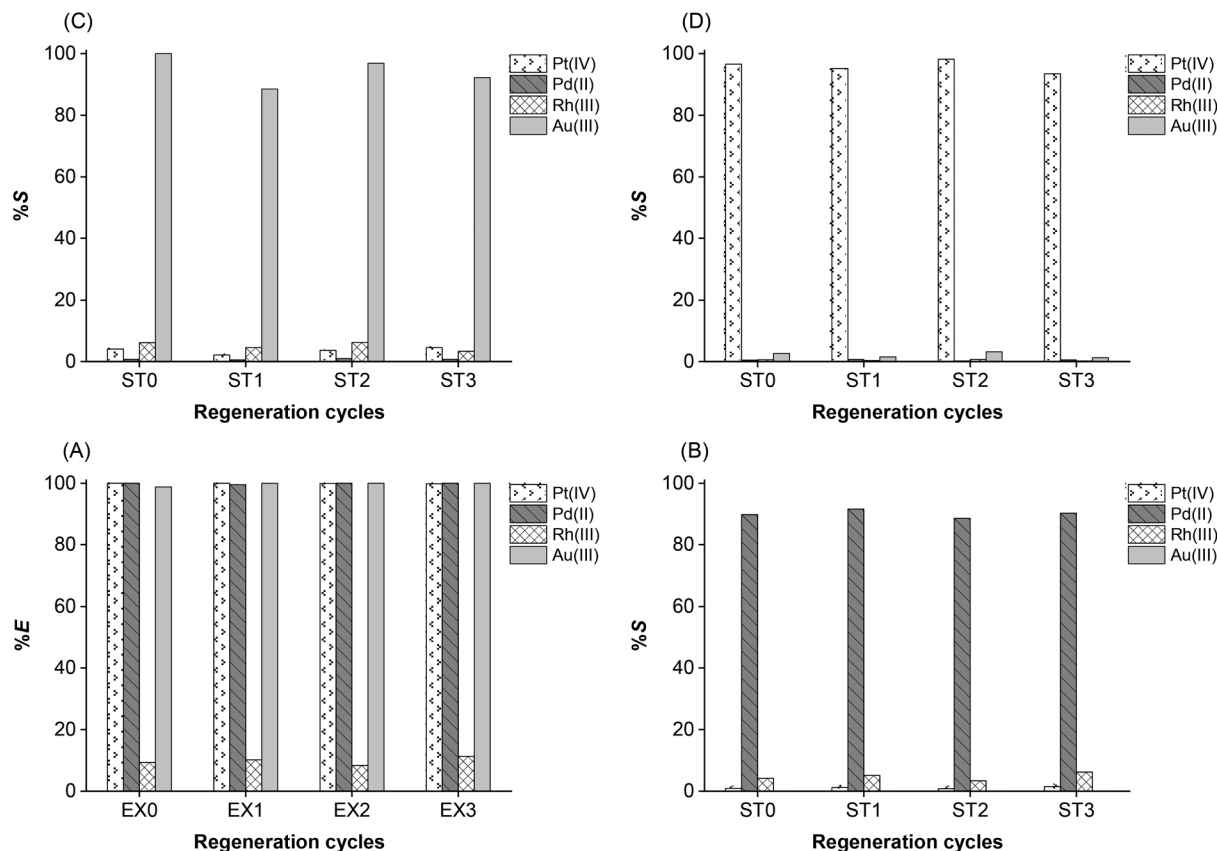 (C)
100
80
60
40
20
0
%S
ST0 ST1 ST2 ST3
Regeneration cycles
Pt(IV)
Pd(II)
Rh(III)
Au(III)
(D)
100
80
60
40
20
0
%S
ST0 ST1 ST2 ST3
Regeneration cycles
Pt(IV)
Pd(II)
Rh(III)
Au(III)
(A)
100
80
60
40
20
0
%E
EX0 EX1 EX2 EX3
Regeneration cycles
Pt(IV)
Pd(II)
Rh(III)
Au(III)
(B)
100
80
60
40
20
0
%S
ST0 ST1 ST2 ST3
Regeneration cycles
Pt(IV)
Pd(II)
Rh(III)
Au(III)